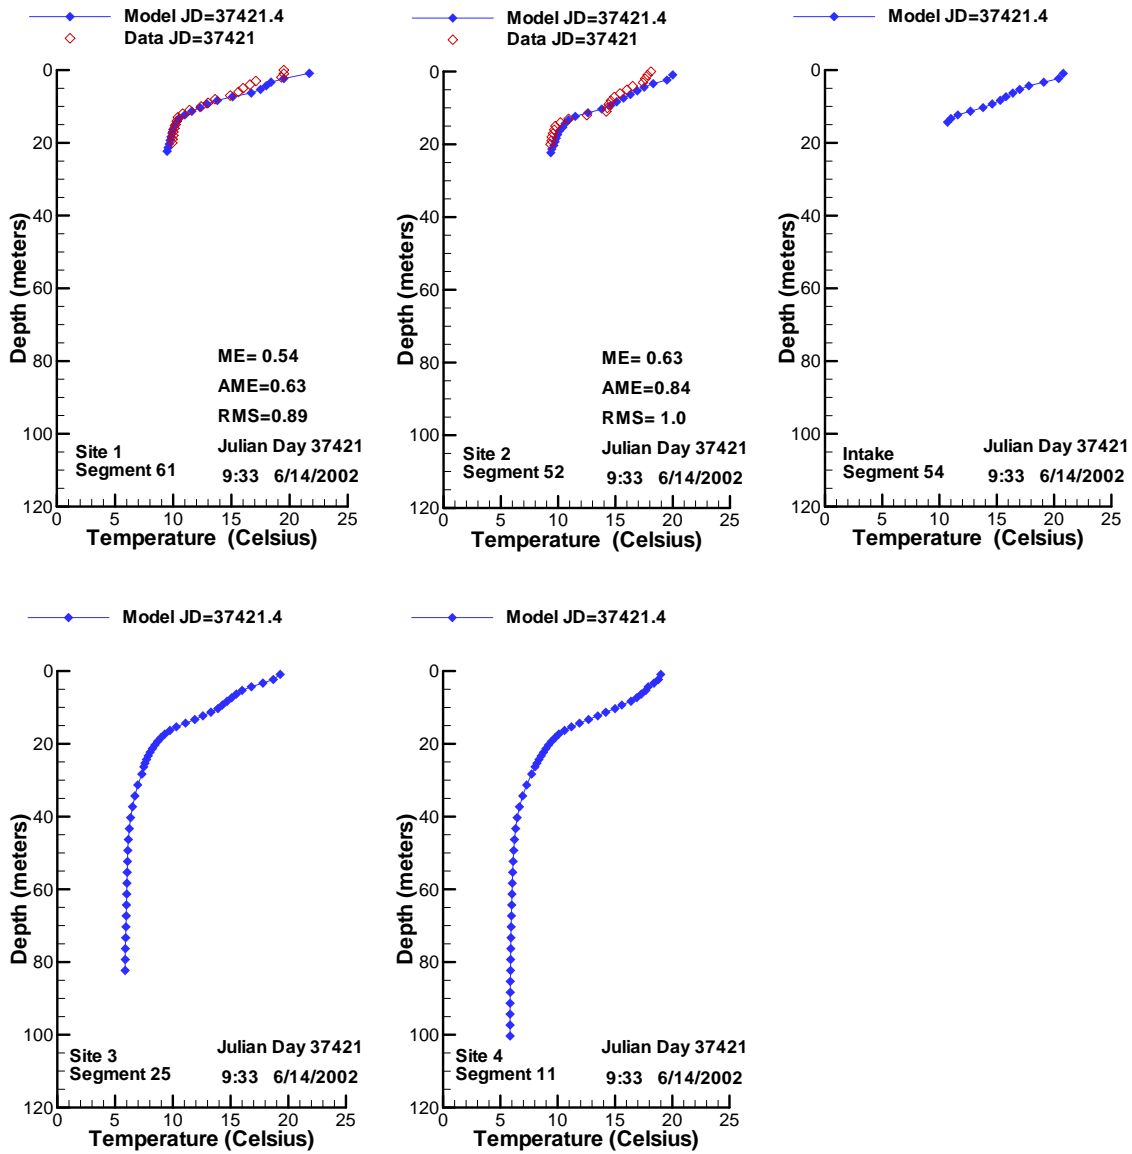 Model JD=37421.4
Data JD=37421
0
20
40
60
80
100
120
Depth (meters)
ME= 0.54
AME=0.63
RMS=0.89
Julian Day 37421
9:33 6/14/2002
Site 1
Segment 61
0 5 10 15 20 25
Temperature (Celsius)
Model JD=37421.4
Data JD=37421
0
20
40
60
80
100
120
Depth (meters)
ME= 0.63
AME=0.84
RMS= 1.0
Julian Day 37421
9:33 6/14/2002
Site 2
Segment 52
0 5 10 15 20 25
Temperature (Celsius)
Model JD=37421.4
0
20
40
60
80
100
120
Depth (meters)
Julian Day 37421
9:33 6/14/2002
Intake
Segment 54
0 5 10 15 20 25
Temperature (Celsius)
Model JD=37421.4
0
20
40
60
80
100
120
Depth (meters)
Julian Day 37421
9:33 6/14/2002
Site 3
Segment 25
0 5 10 15 20 25
Temperature (Celsius)
Model JD=37421.4
0
20
40
60
80
100
120
Depth (meters)
Julian Day 37421
9:33 6/14/2002
Site 4
Segment 11
0 5 10 15 20 25
Temperature (Celsius)